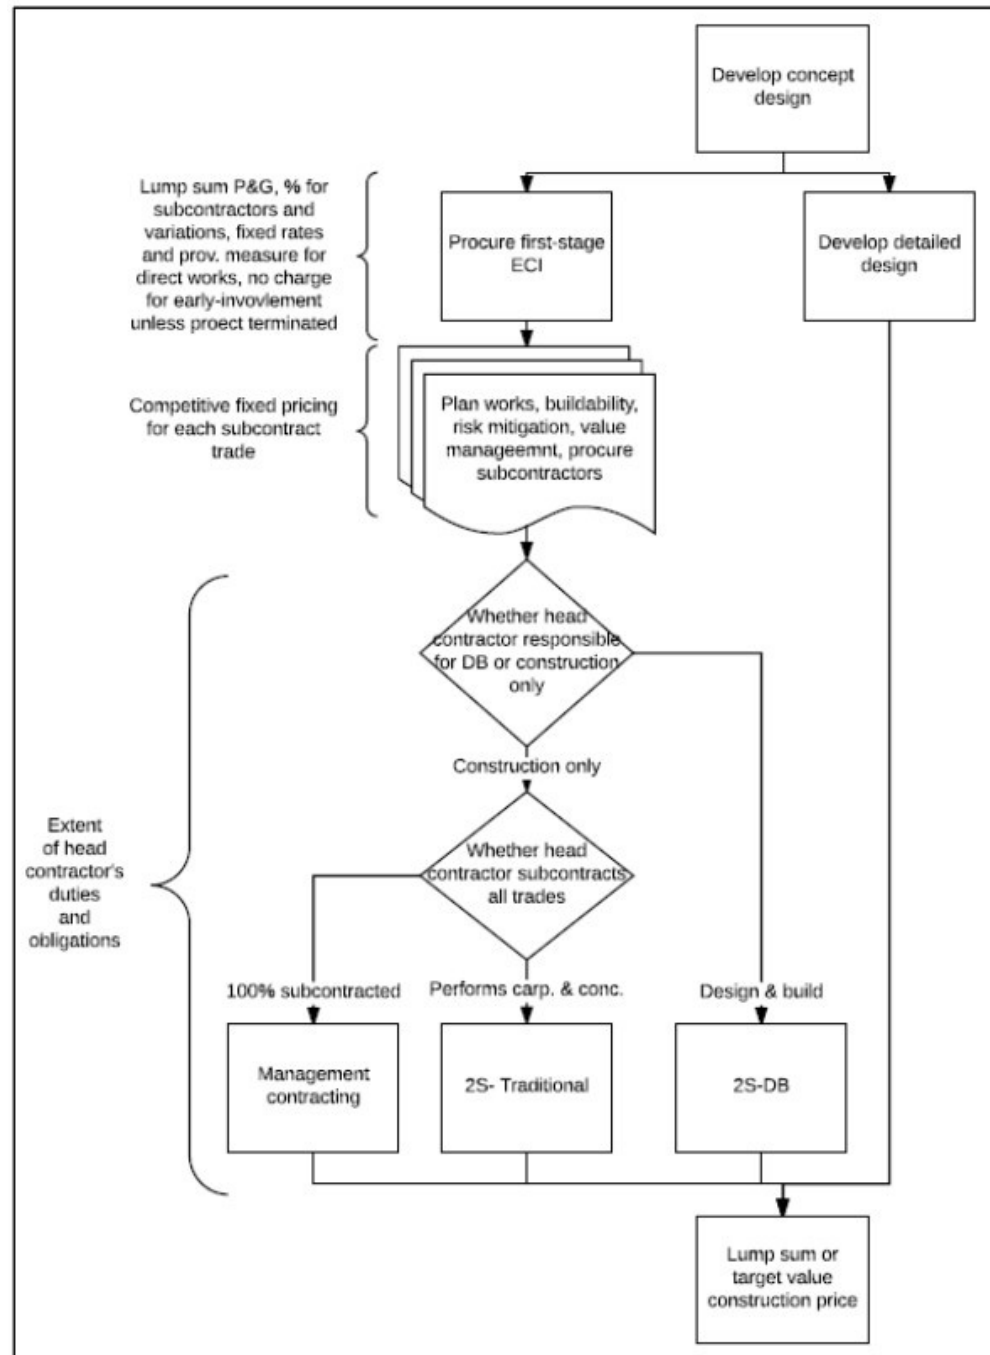 Develop concept
design
Lump sum P&G, % for
subcontractors and
variations, fixed rates
and prov. measure for
direct works, no charge
for early-invovlement
unless proect terminated
Procure first-stage
ECI
Develop detailed
design
Competitive fixed pricing
for each subcontract
trade
Plan works, buildability,
risk mitigation, value
manageemnt, procure
subcontractors
Whether head
contractor responsible
for DB or construction
only
Construction only
Whether head
contractor subcontracts
all trades
Extent
of head
contractor's
duties
and
obligations
100% subcontracted
Performs carp. & conc.
Design & build
Management
contracting
2S- Traditional
2S-DB
Lump sum or
target value
construction price